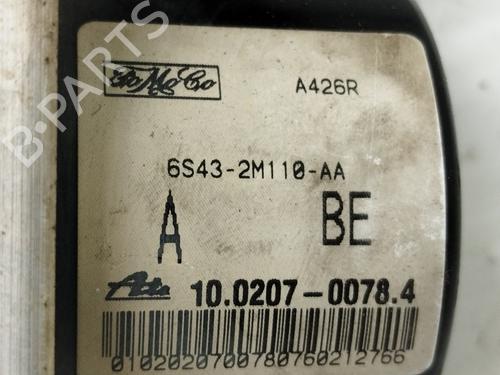 FoMoCo
A426R
6S43-2M110-AA
A
BE
Ate
10.0207-0078.4
0102020700780760212766
B-PARTS